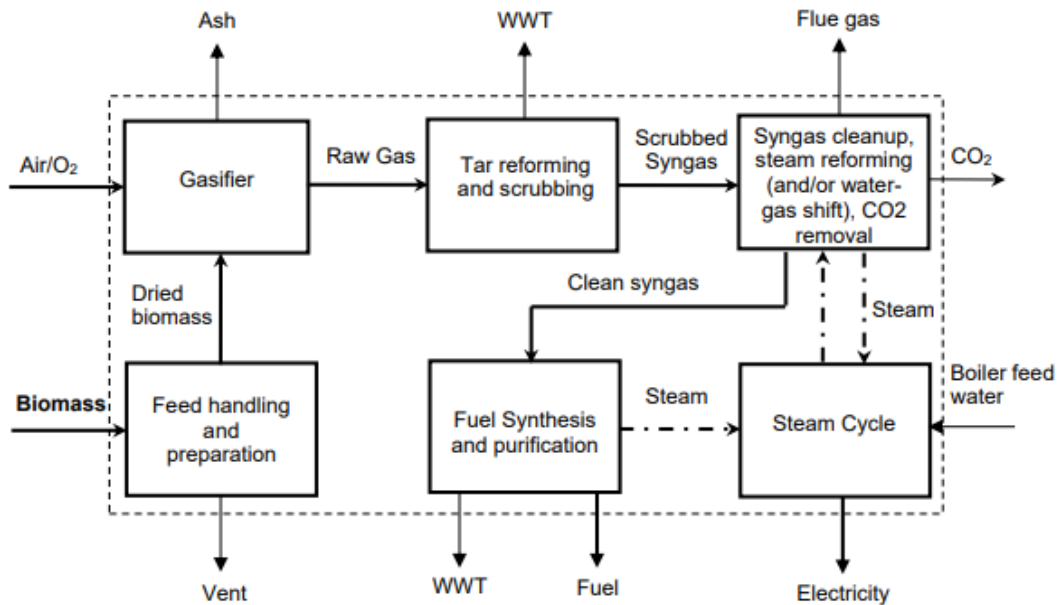 Ash
WWT
Flue gas
Air/O₂
Gasifier
Raw Gas
Tar reforming
and scrubbing
Scrubbed
Syngas
Syngas cleanup,
steam reforming
(and/or water-
gas shift), CO2
removal
CO₂
Dried
biomass
Clean syngas
Steam
Biomass
Feed handling
and
preparation
Fuel Synthesis
and purification
Steam
Steam Cycle
Boiler feed
water
Vent
WWT
Fuel
Electricity